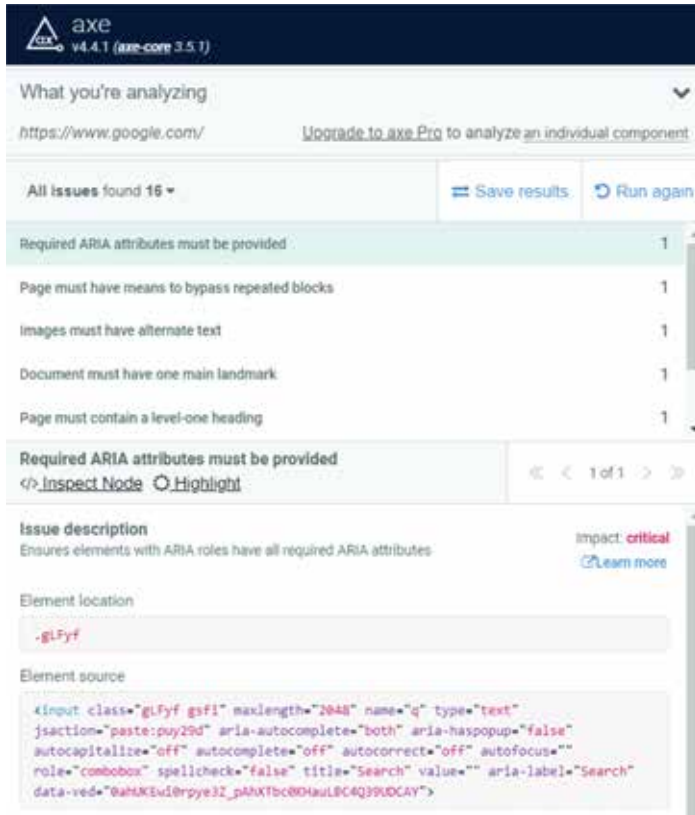 axe
v4.4.1 (axe-core 3.5.1)
What you're analyzing
https://www.google.com/ Upgrade to axe Pro to analyze an individual component
All issues found 16 Save results Run again
Required ARIA attributes must be provided 1
Page must have means to bypass repeated blocks 1
Images must have alternate text 1
Document must have one main landmark 1
Page must contain a level-one heading 1
Required ARIA attributes must be provided
</> Inspect Node Highlight 1 of 1
Issue description
Ensures elements with ARIA roles have all required ARIA attributes
Impact: critical
Learn more
Element location
.gLFyf
Element source
<input class="gLFyf gsfi" maxlength="2048" name="q" type="text"
jsaction="paste:puy29d" aria-autocomplete="both" aria-haspopup="false"
autocapitalize="off" autocomplete="off" autocorrect="off" autofocus=""
role="combobox" spellcheck="false" title="Search" value="" aria-label="Search"